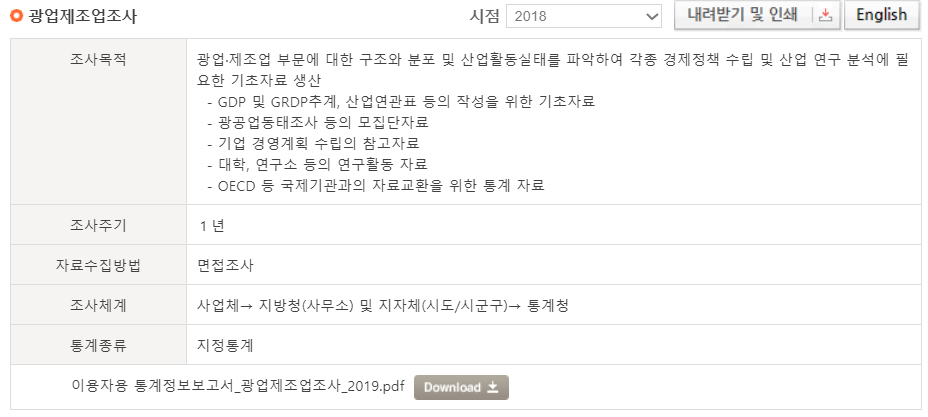 광업제조업조사 시점 2018 내려받기 및 인쇄 English
조사목적 광업·제조업 부문에 대한 구조와 분포 및 산업활동실태를 파악하여 각종 경제정책 수립 및 산업 연구 분석에 필
요한 기초자료 생산
- GDP 및 GRDP추계, 산업연관표 등의 작성을 위한 기초자료
- 광공업동태조사 등의 모집단자료
- 기업 경영계획 수립의 참고자료
- 대학, 연구소 등의 연구활동 자료
- OECD 등 국제기관과의 자료교환을 위한 통계 자료
조사주기 1 년
자료수집방법 면접조사
조사체계 사업체→ 지방청(사무소) 및 지자체(시도/시군구)→ 통계청
통계종류 지정통계
이용자용 통계정보보고서_광업제조업조사_2019.pdf Download